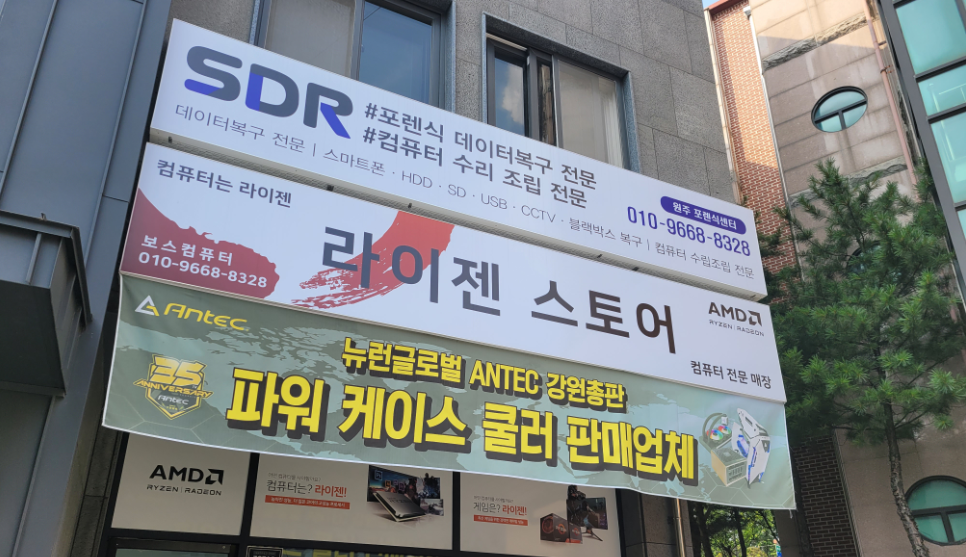 SDR
#포렌식 데이터복구 전문
#컴퓨터 수리 조립 전문
데이터복구 전문 | 스마트폰 · HDD · SD · USB · CCTV · 블랙박스 복구 | 컴퓨터 수립조립 전문
원주 포렌식센터
010-9668-8328
컴퓨터는 라이젠
보스컴퓨터
010-9668-8328
라이젠 스토어
AMD
RYZEN | RADEON
컴퓨터 전문 매장
ANTEC
35
ANNIVERSARY
ANTEC
뉴런글로벌 ANTEC 강원총판
파워 케이스 쿨러 판매업체
AMD
RYZEN | RADEON
컴퓨터는? 라이젠!
게임은? 라이젠!